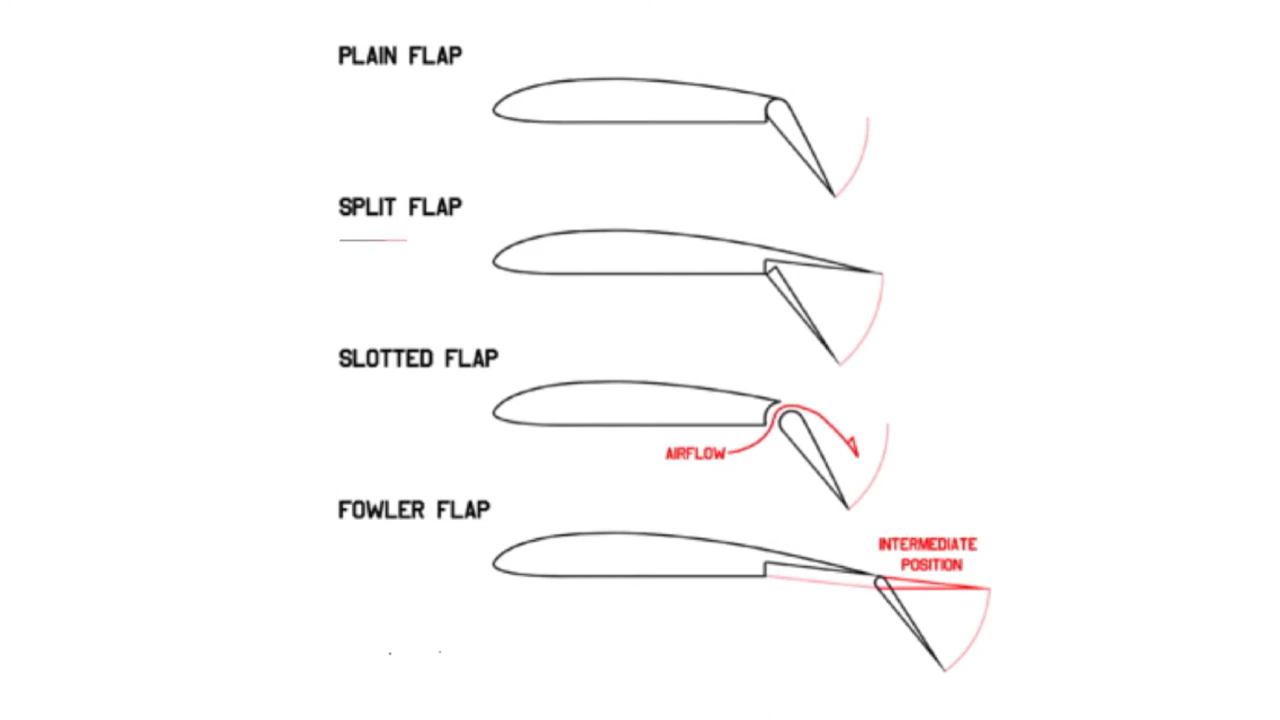 PLAIN FLAP
SPLIT FLAP
SLOTTED FLAP
AIRFLOW
FOWLER FLAP
INTERMEDIATE
POSITION